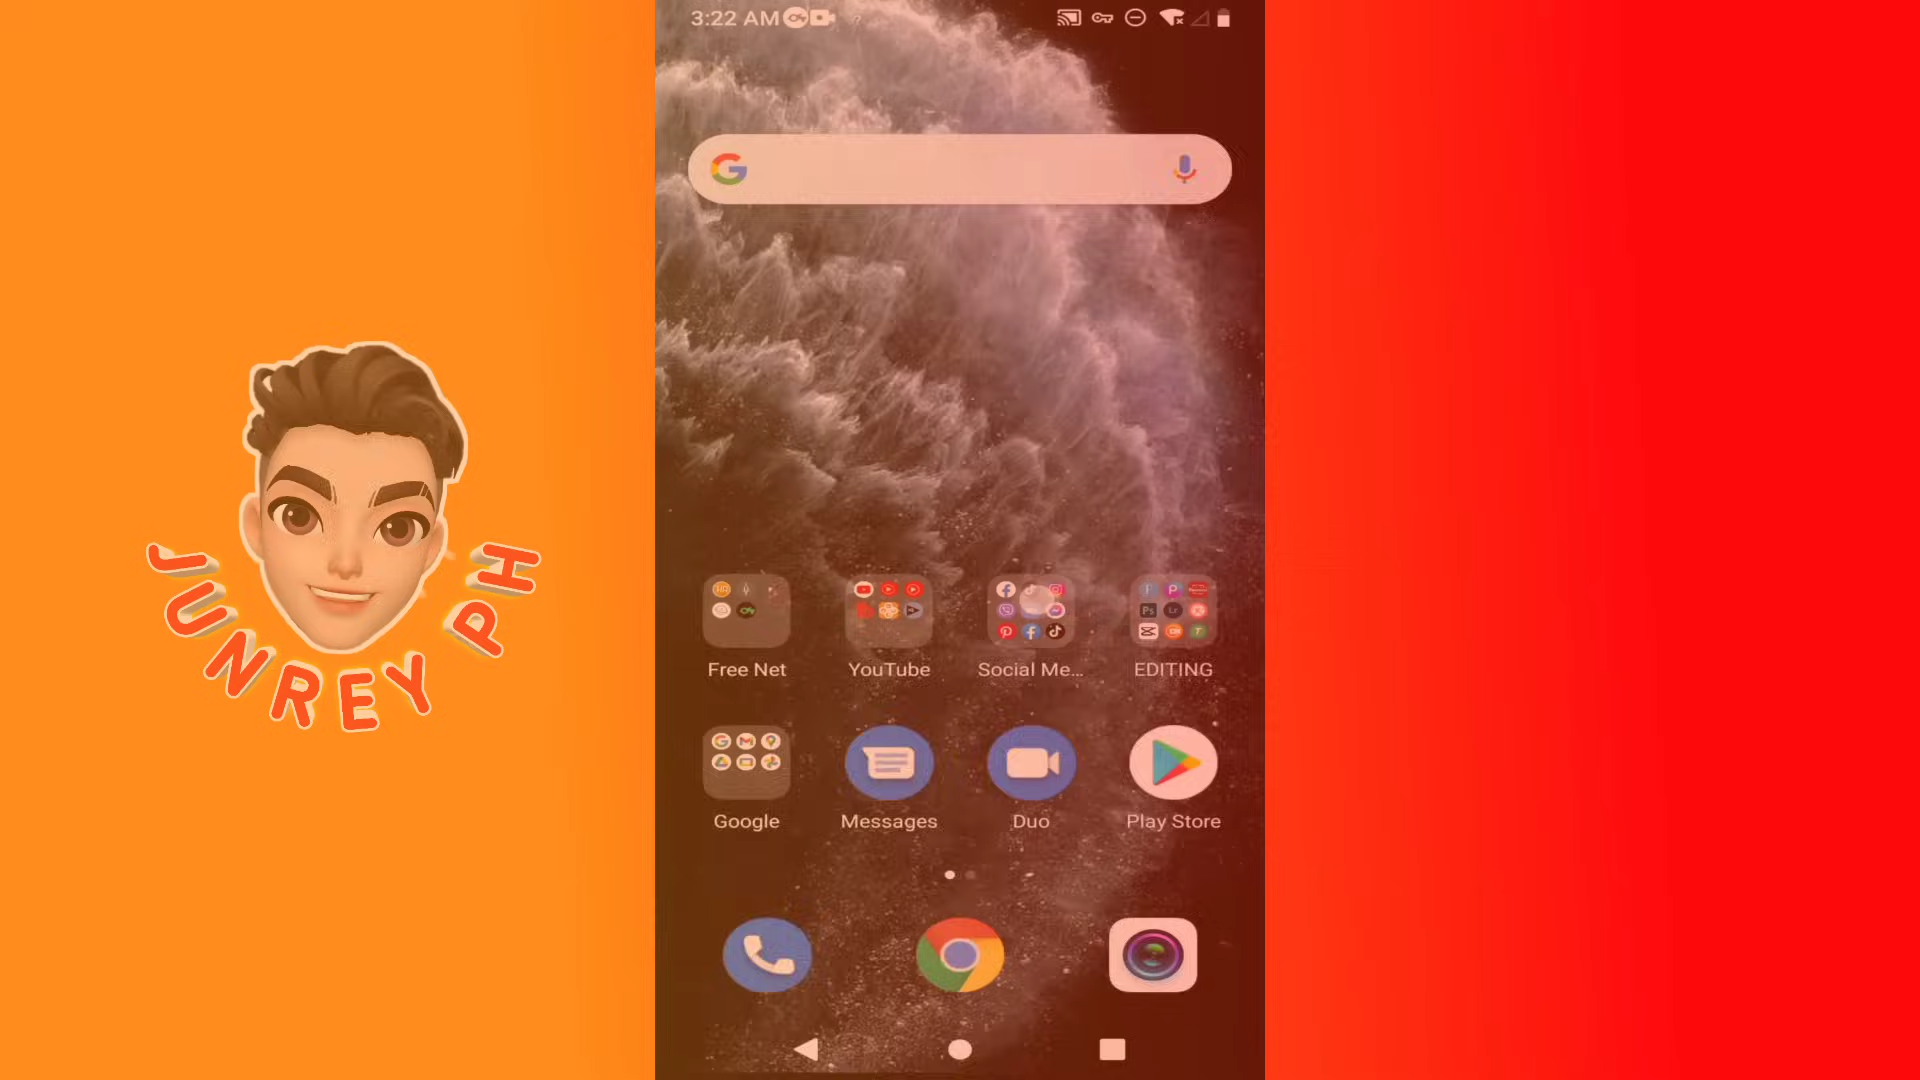 3:22 AM
Free Net
YouTube
Social Me...
EDITING
Google
Messages
Duo
Play Store
JUNREY PH